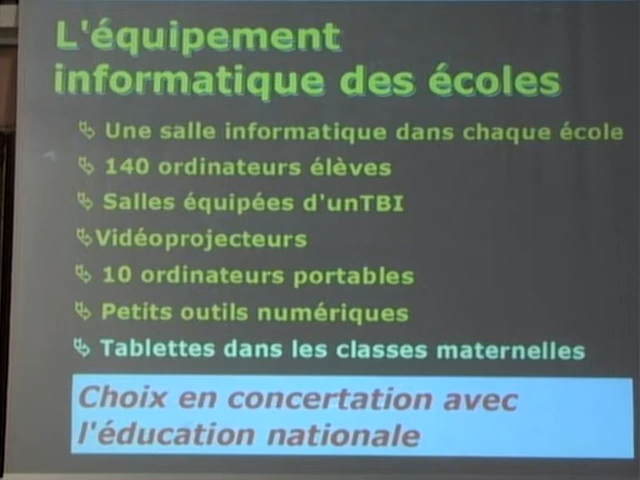 L'équipement
informatique des écoles
Une salle informatique dans chaque école
140 ordinateurs élèves
Salles équipées d'unTBI
Vidéoprojecteurs
10 ordinateurs portables
Petits outils numériques
Tablettes dans les classes maternelles
Choix en concertation avec
l'éducation nationale